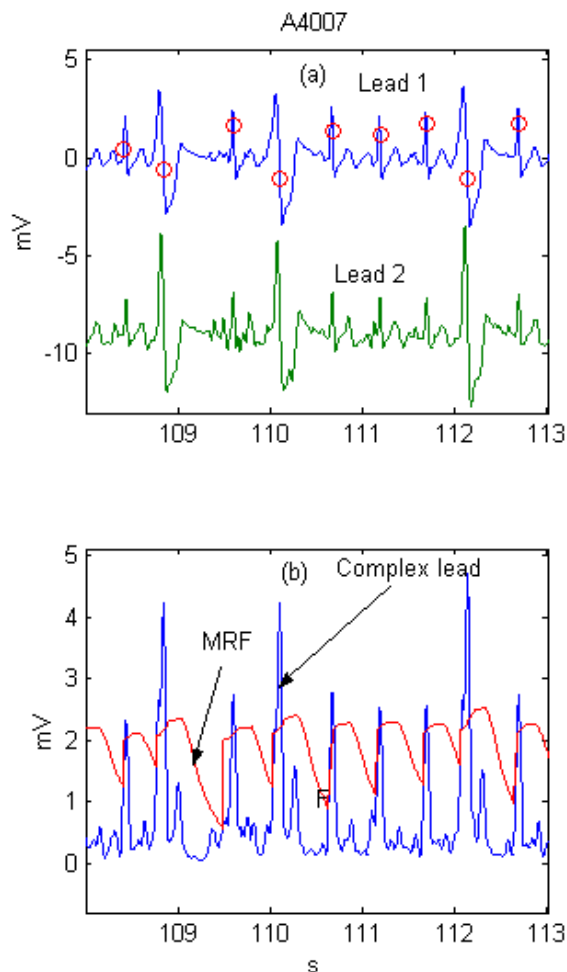 A4007
(a)
Lead 1
5
0
-5
-10
mV
Lead 2
109 110 111 112 113
(b)
Complex lead
MRF
5
4
3
2
1
0
mV
F
109 110 111 112 113
s